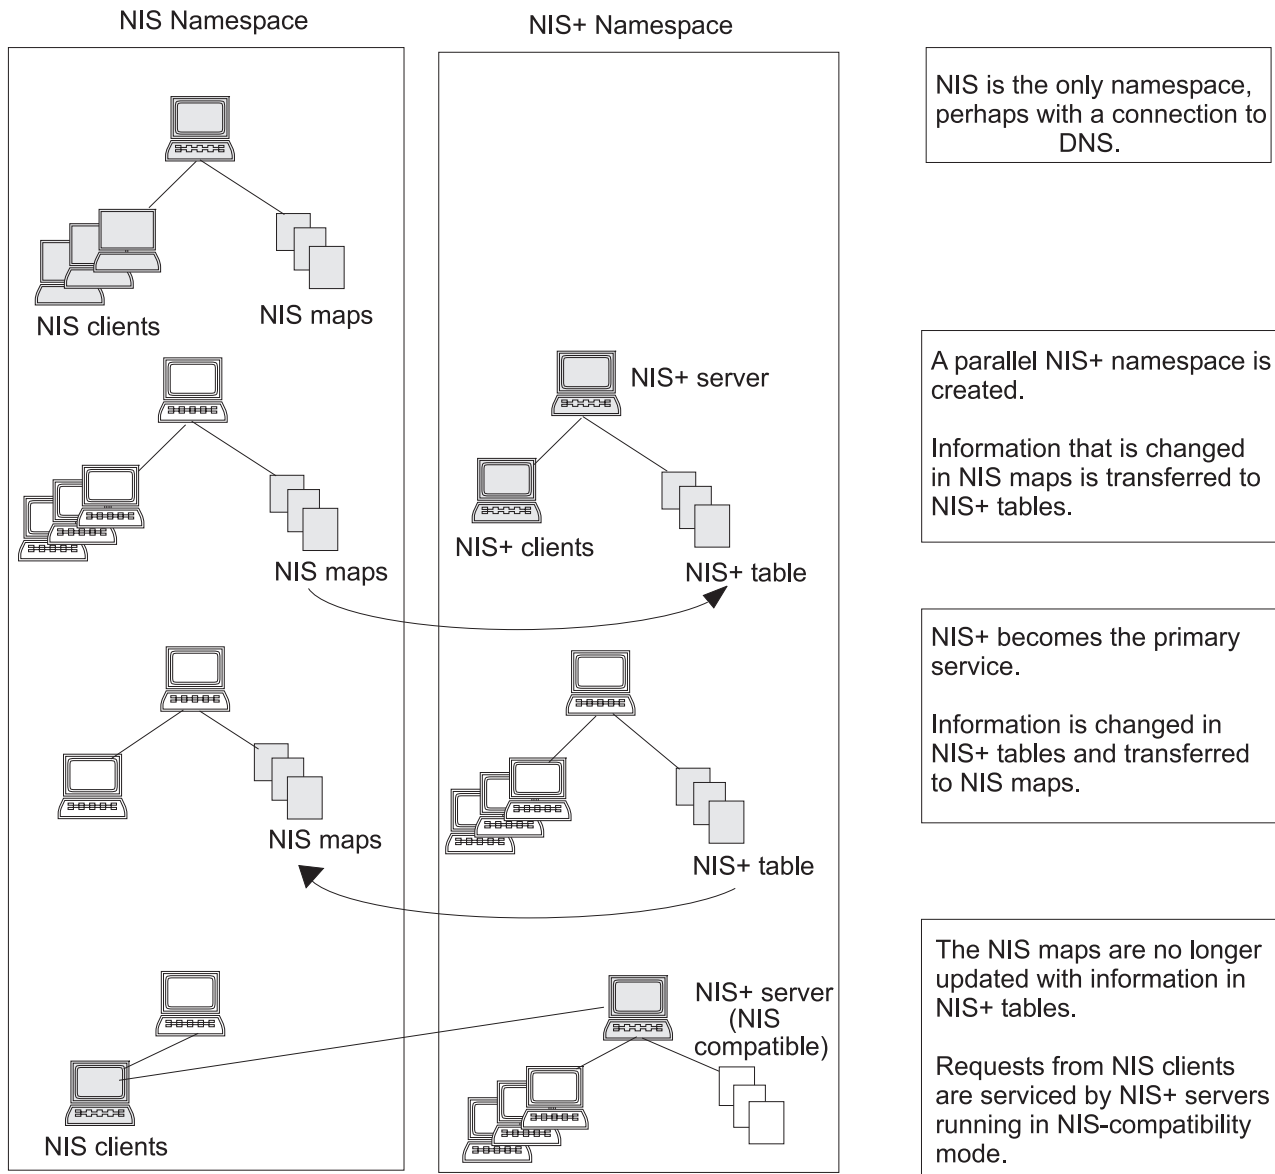 NIS Namespace
NIS+ Namespace
NIS is the only namespace,
perhaps with a connection to
DNS.
NIS clients
NIS maps
NIS+ server
NIS+ clients
NIS maps
NIS+ table
A parallel NIS+ namespace is
created.
Information that is changed
in NIS maps is transferred to
NIS+ tables.
NIS maps
NIS+ table
NIS+ becomes the primary
service.
Information is changed in
NIS+ tables and transferred
to NIS maps.
NIS+ server
(NIS
compatible)
NIS clients
The NIS maps are no longer
updated with information in
NIS+ tables.
Requests from NIS clients
are serviced by NIS+ servers
running in NIS-compatibility
mode.